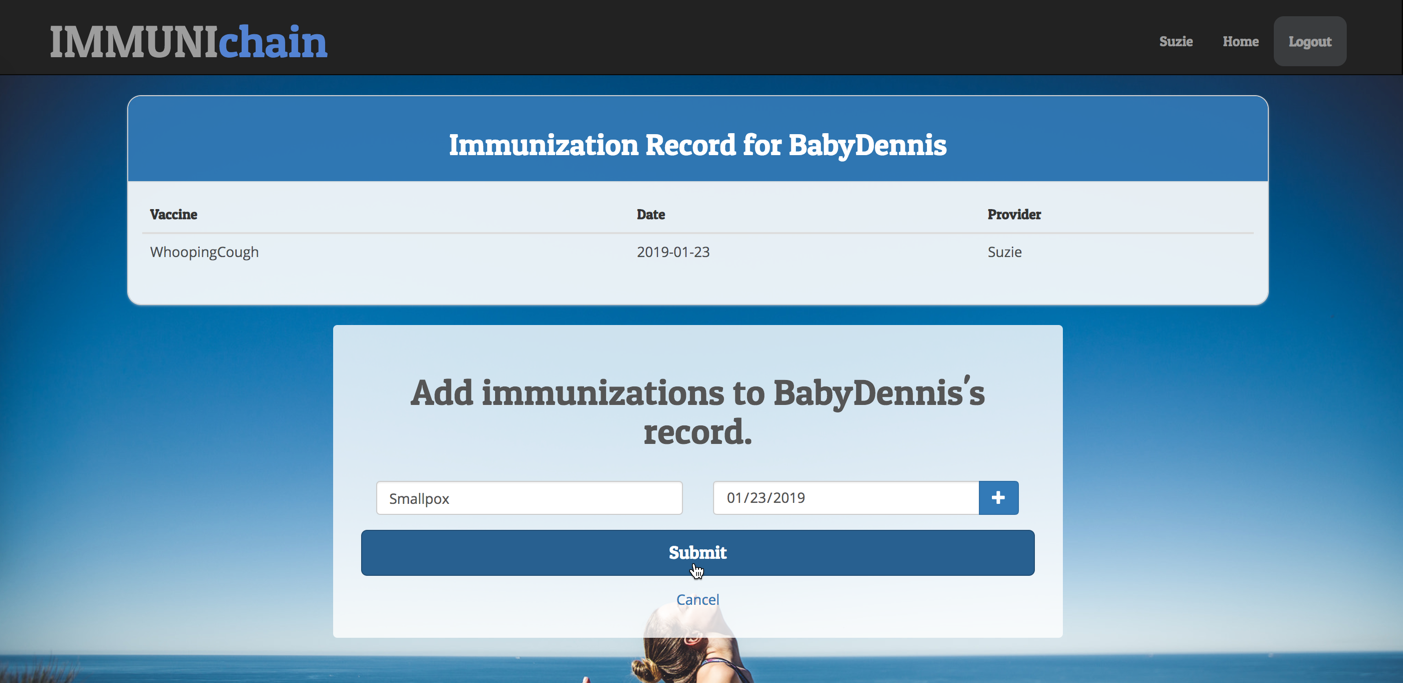 IMMUNIchain
Suzie Home Logout
Immunization Record for BabyDennis
Vaccine Date Provider
WhoopingCough 2019-01-23 Suzie
Add immunizations to BabyDennis's
record.
Smallpox 01/23/2019 +
Submit
Cancel